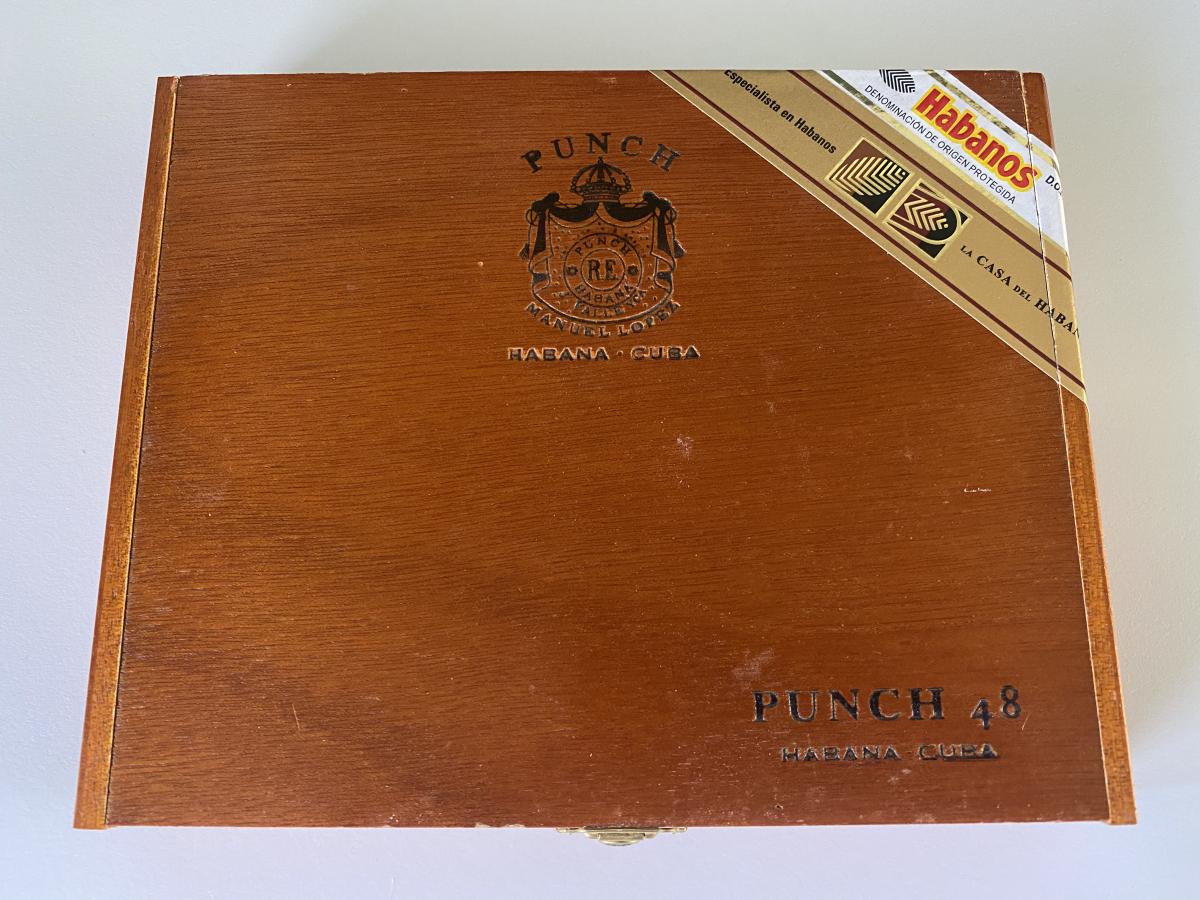 Especialista en Habanos
Habanos
DENOMINACIÓN DE ORIGEN PROTEGIDA
D.O.
LA CASA DEL HABAN
PUNCH
PUNCH
R.E.
HABANA
MANUEL LOPEZ
HABANA · CUBA
PUNCH 48
HABANA CUBA